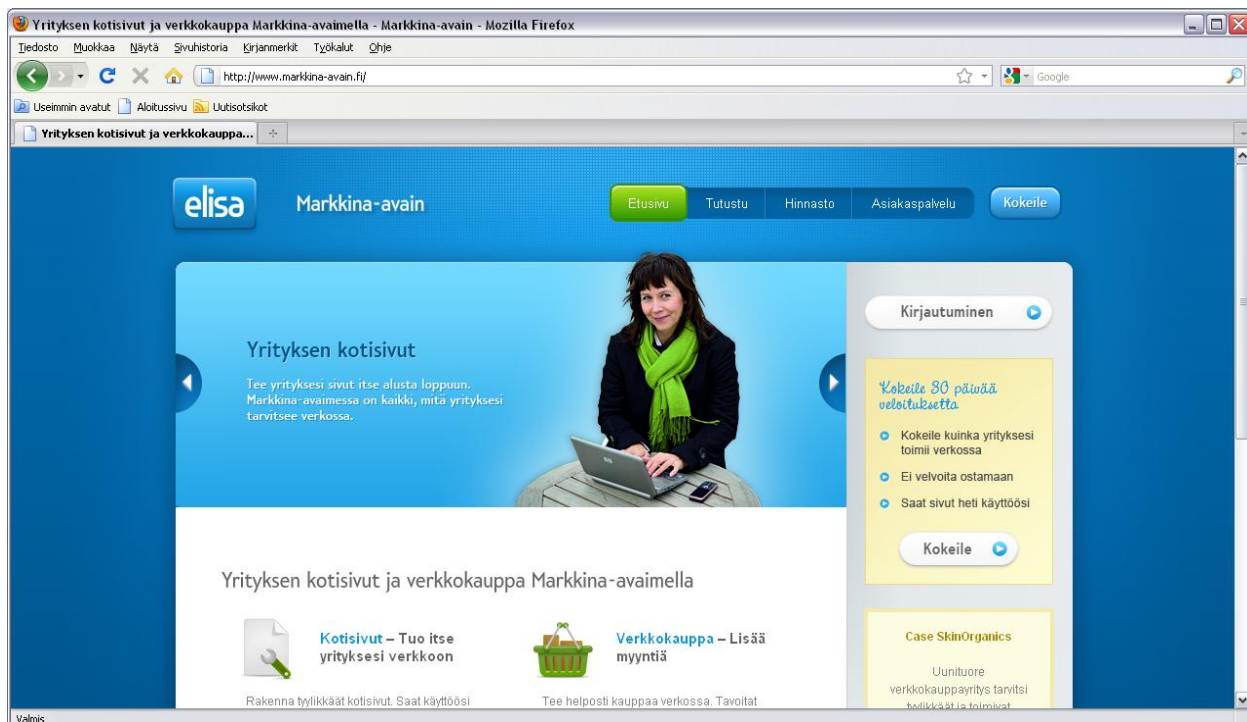 Yrityksen kotisivut ja verkkokauppa Markkina-avaimella - Markkina-avain - Mozilla Firefox
Tiedosto Muokkaa Näytä Sivuhistoria Kirjanmerkit Työkalut Ohje
http://www.markkina-avain.fi/
Google
Useimmin avatut Aloitussivu Uutisotsikot
Yrityksen kotisivut ja verkkokauppa...
elisa
Markkina-avain
Etusivu Tutustu Hinnasto Asiakaspalvelu Kokeile
Yrityksen kotisivut
Tee yrityksesi sivut itse alusta loppuun.
Markkina-avaimessa on kaikki, mitä yrityksesi
tarvitsee verkossa.
Kirjautuminen
Kokeile 30 päivää
veloituksetta
Kokeile kuinka yrityksesi
toimii verkossa
Ei velvoita ostamaan
Saat sivut heti käyttöösi
Kokeile
Yrityksen kotisivut ja verkkokauppa Markkina-avaimella
Kotisivut – Tuo itse
yrityksesi verkkoon
Rakenna tyylikkäät kotisivut. Saat käyttöösi
Verkkokauppa – Lisää
myyntiä
Tee helposti kauppaa verkossa. Tavoitat
Case SkinOrganics
Uunituore
verkkokauppayritys tarvitsi
tyylikkäät ja toimivat
Valmis